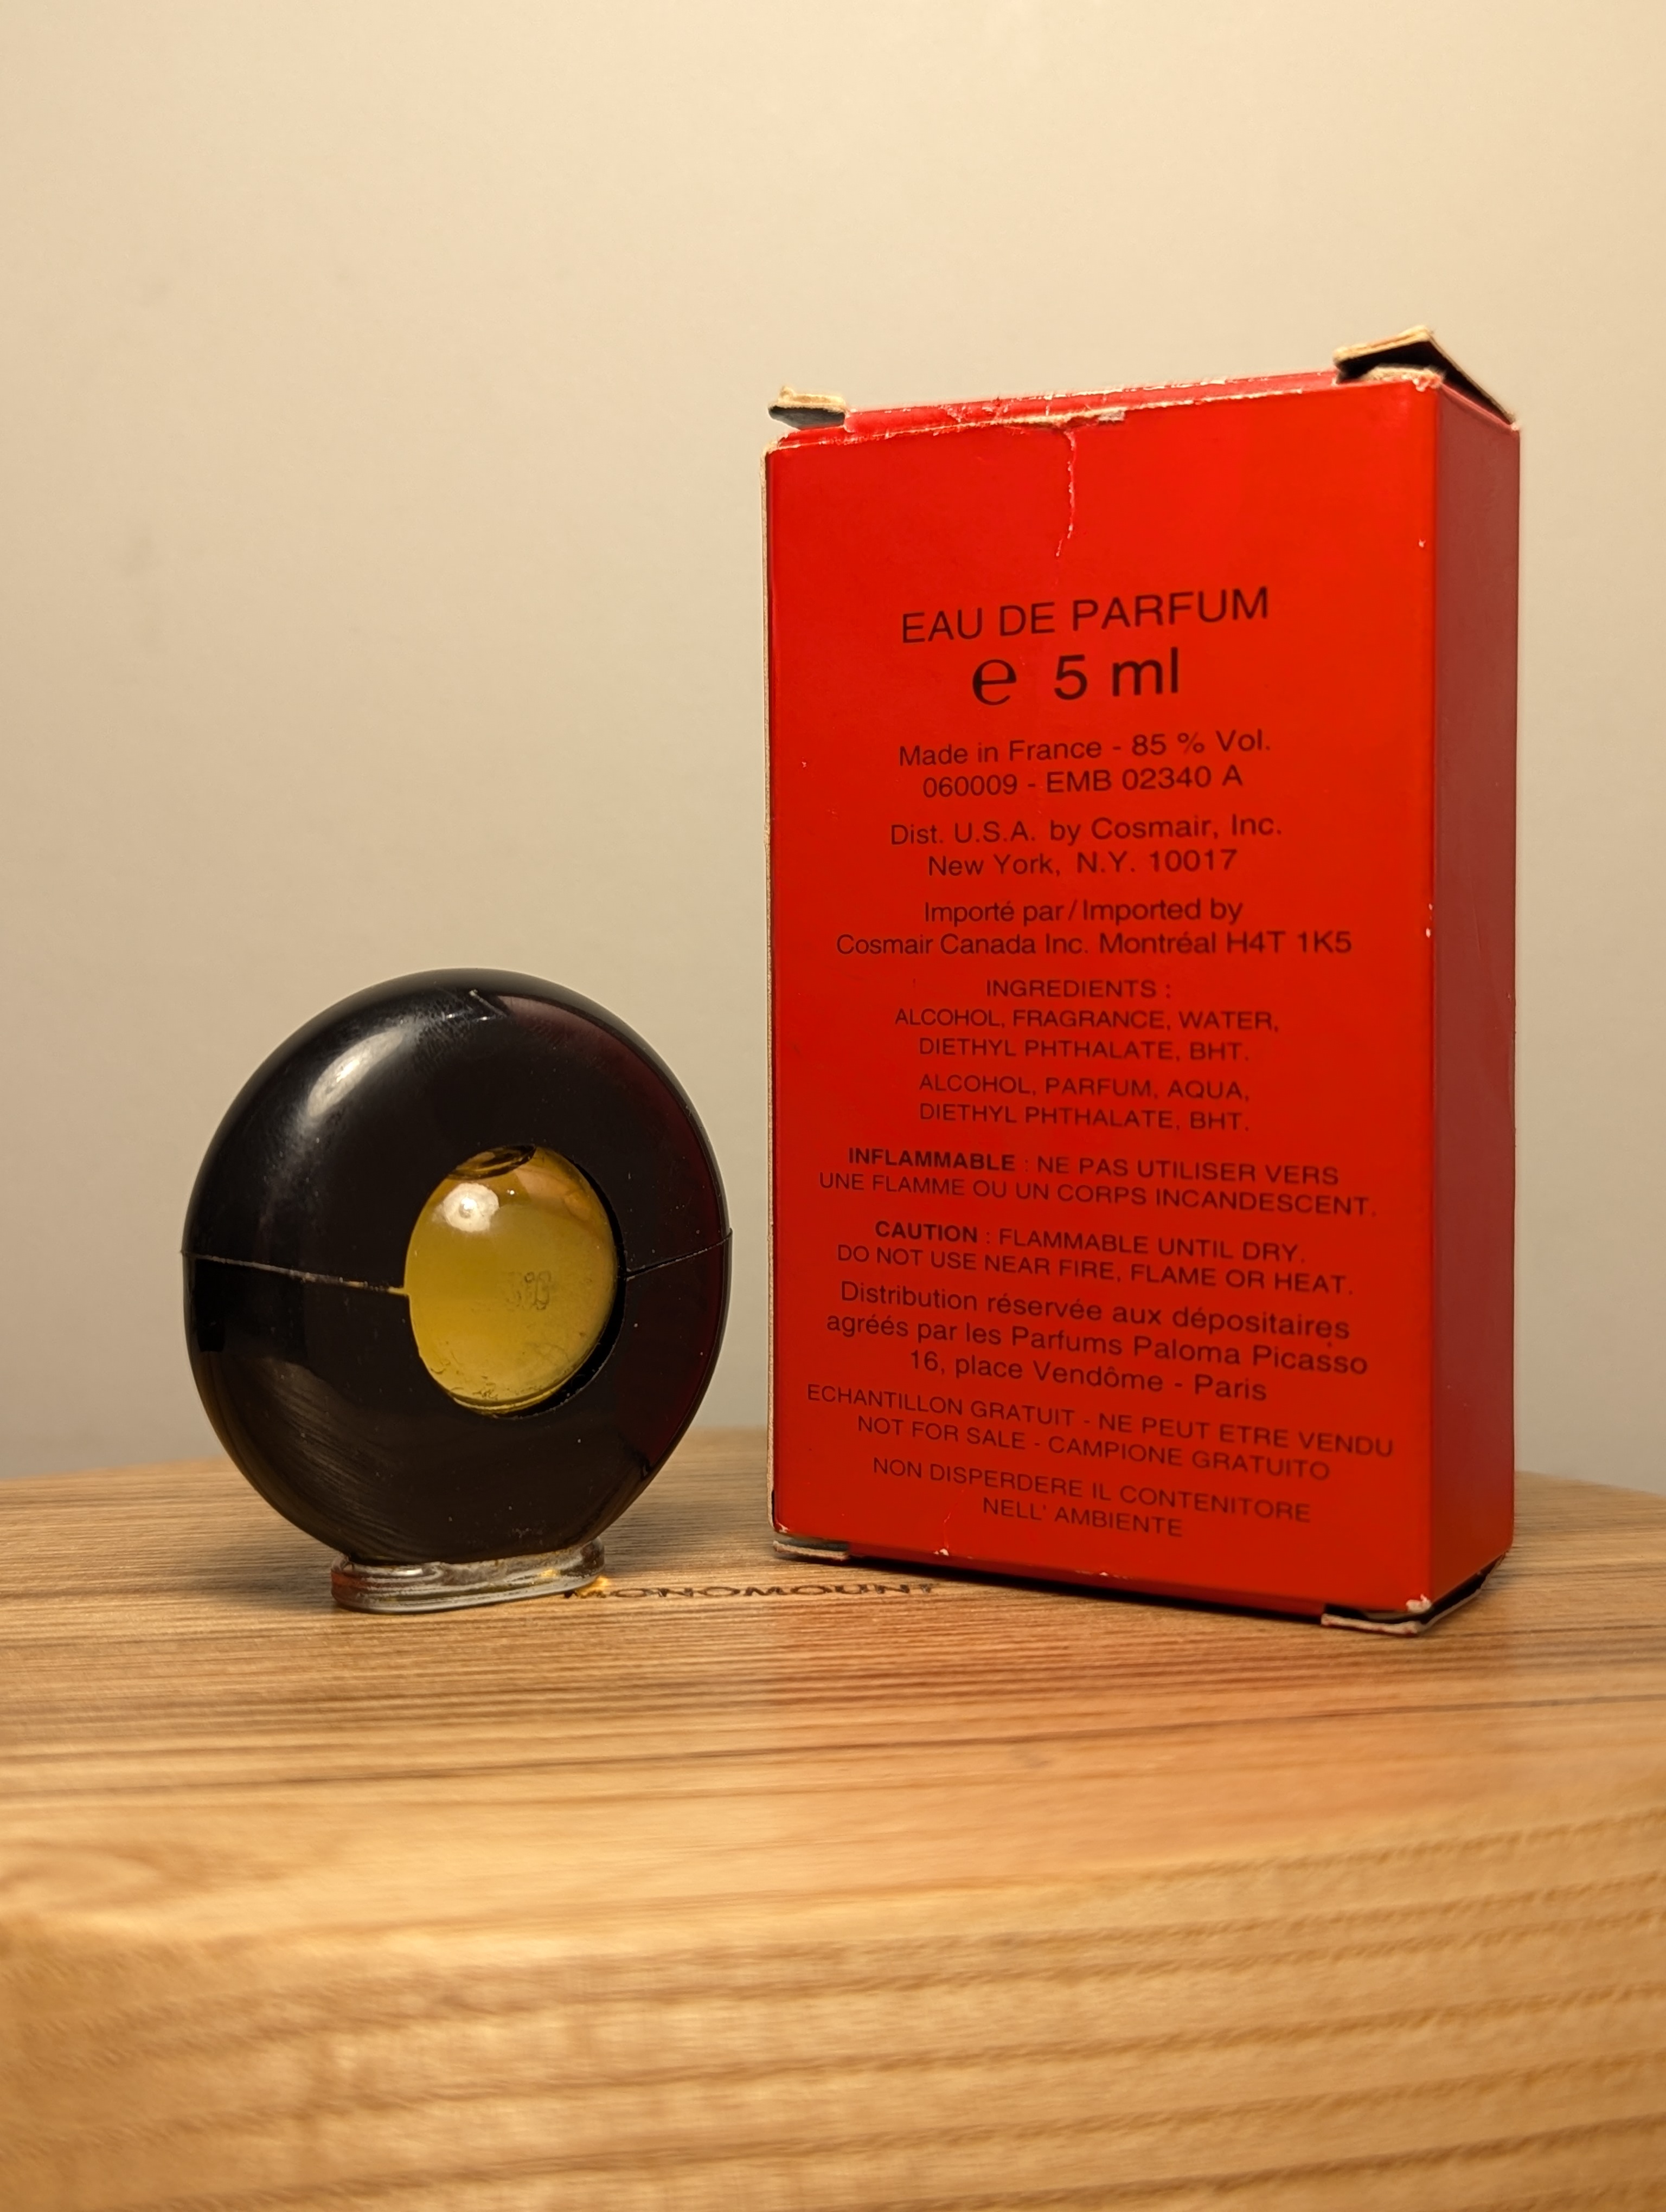 EAU DE PARFUM
℮ 5 ml
Made in France - 85 % Vol.
060009 - EMB 02340 A
Dist. U.S.A. by Cosmair, Inc.
New York, N.Y. 10017
Importé par / Imported by
Cosmair Canada Inc. Montréal H4T 1K5
INGREDIENTS :
ALCOHOL, FRAGRANCE, WATER,
DIETHYL PHTHALATE, BHT.
ALCOHOL, PARFUM, AQUA,
DIETHYL PHTHALATE, BHT.
INFLAMMABLE : NE PAS UTILISER VERS
UNE FLAMME OU UN CORPS INCANDESCENT.
CAUTION : FLAMMABLE UNTIL DRY.
DO NOT USE NEAR FIRE, FLAME OR HEAT.
Distribution réservée aux dépositaires
agréés par les Parfums Paloma Picasso
16, place Vendôme - Paris
ECHANTILLON GRATUIT - NE PEUT ETRE VENDU
NOT FOR SALE - CAMPIONE GRATUITO
NON DISPERDERE IL CONTENITORE
NELL' AMBIENTE
MONOMOUNT